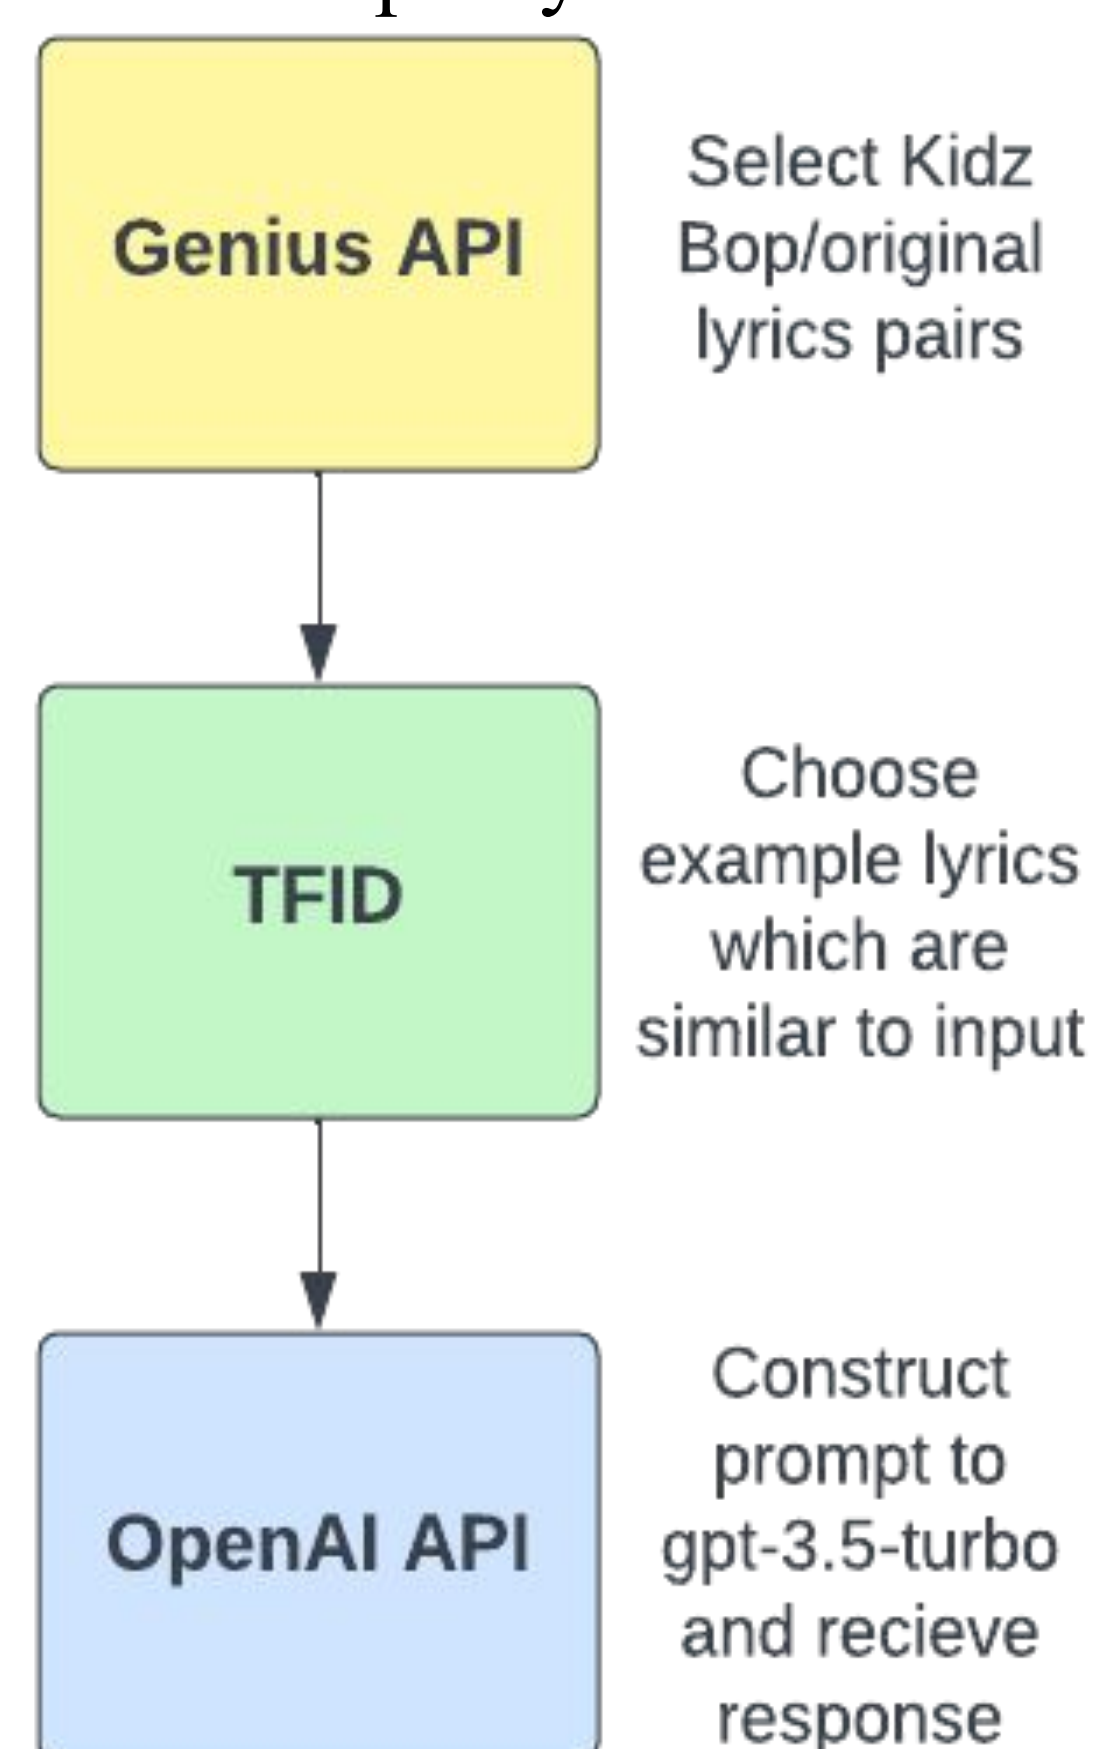 Genius API
Select Kidz
Bop/original
lyrics pairs
TFID
Choose
example lyrics
which are
similar to input
OpenAI API
Construct
prompt to
gpt-3.5-turbo
and recieve
response